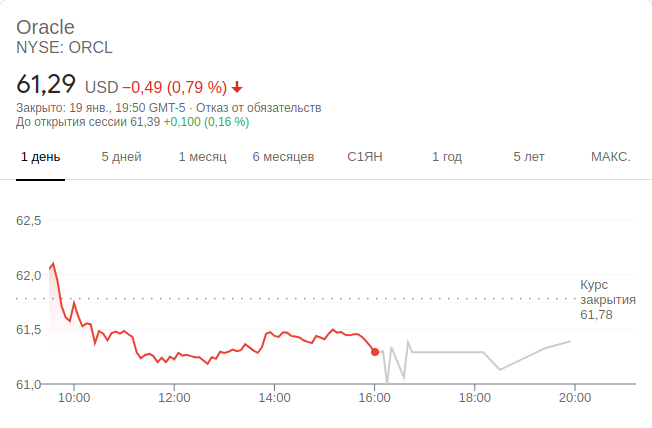 Oracle
NYSE: ORCL
61,29 USD −0,49 (0,79 %)
Закрыто: 19 янв., 19:50 GMT-5 · Отказ от обязательств
До открытия сессии 61,39 +0,100 (0,16 %)
1 день 5 дней 1 месяц 6 месяцев С1ЯН 1 год 5 лет МАКС.
62,5
62,0
Курс
закрытия
61,78
61,5
61,0
10:00 12:00 14:00 16:00 18:00 20:00